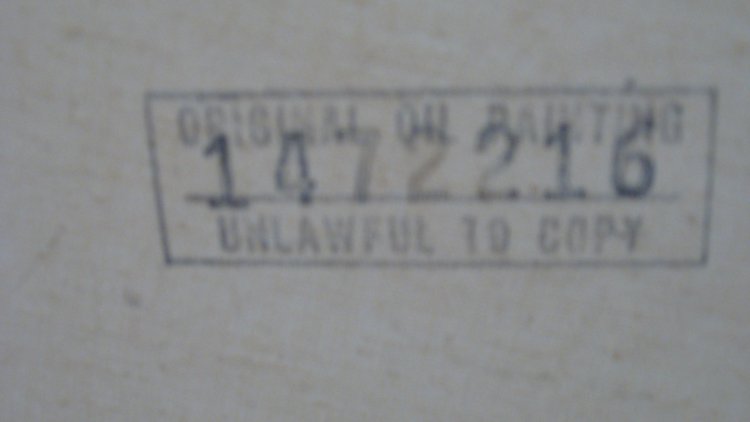 ORIGINAL OIL PAINTING
1472216
UNLAWFUL TO COPY